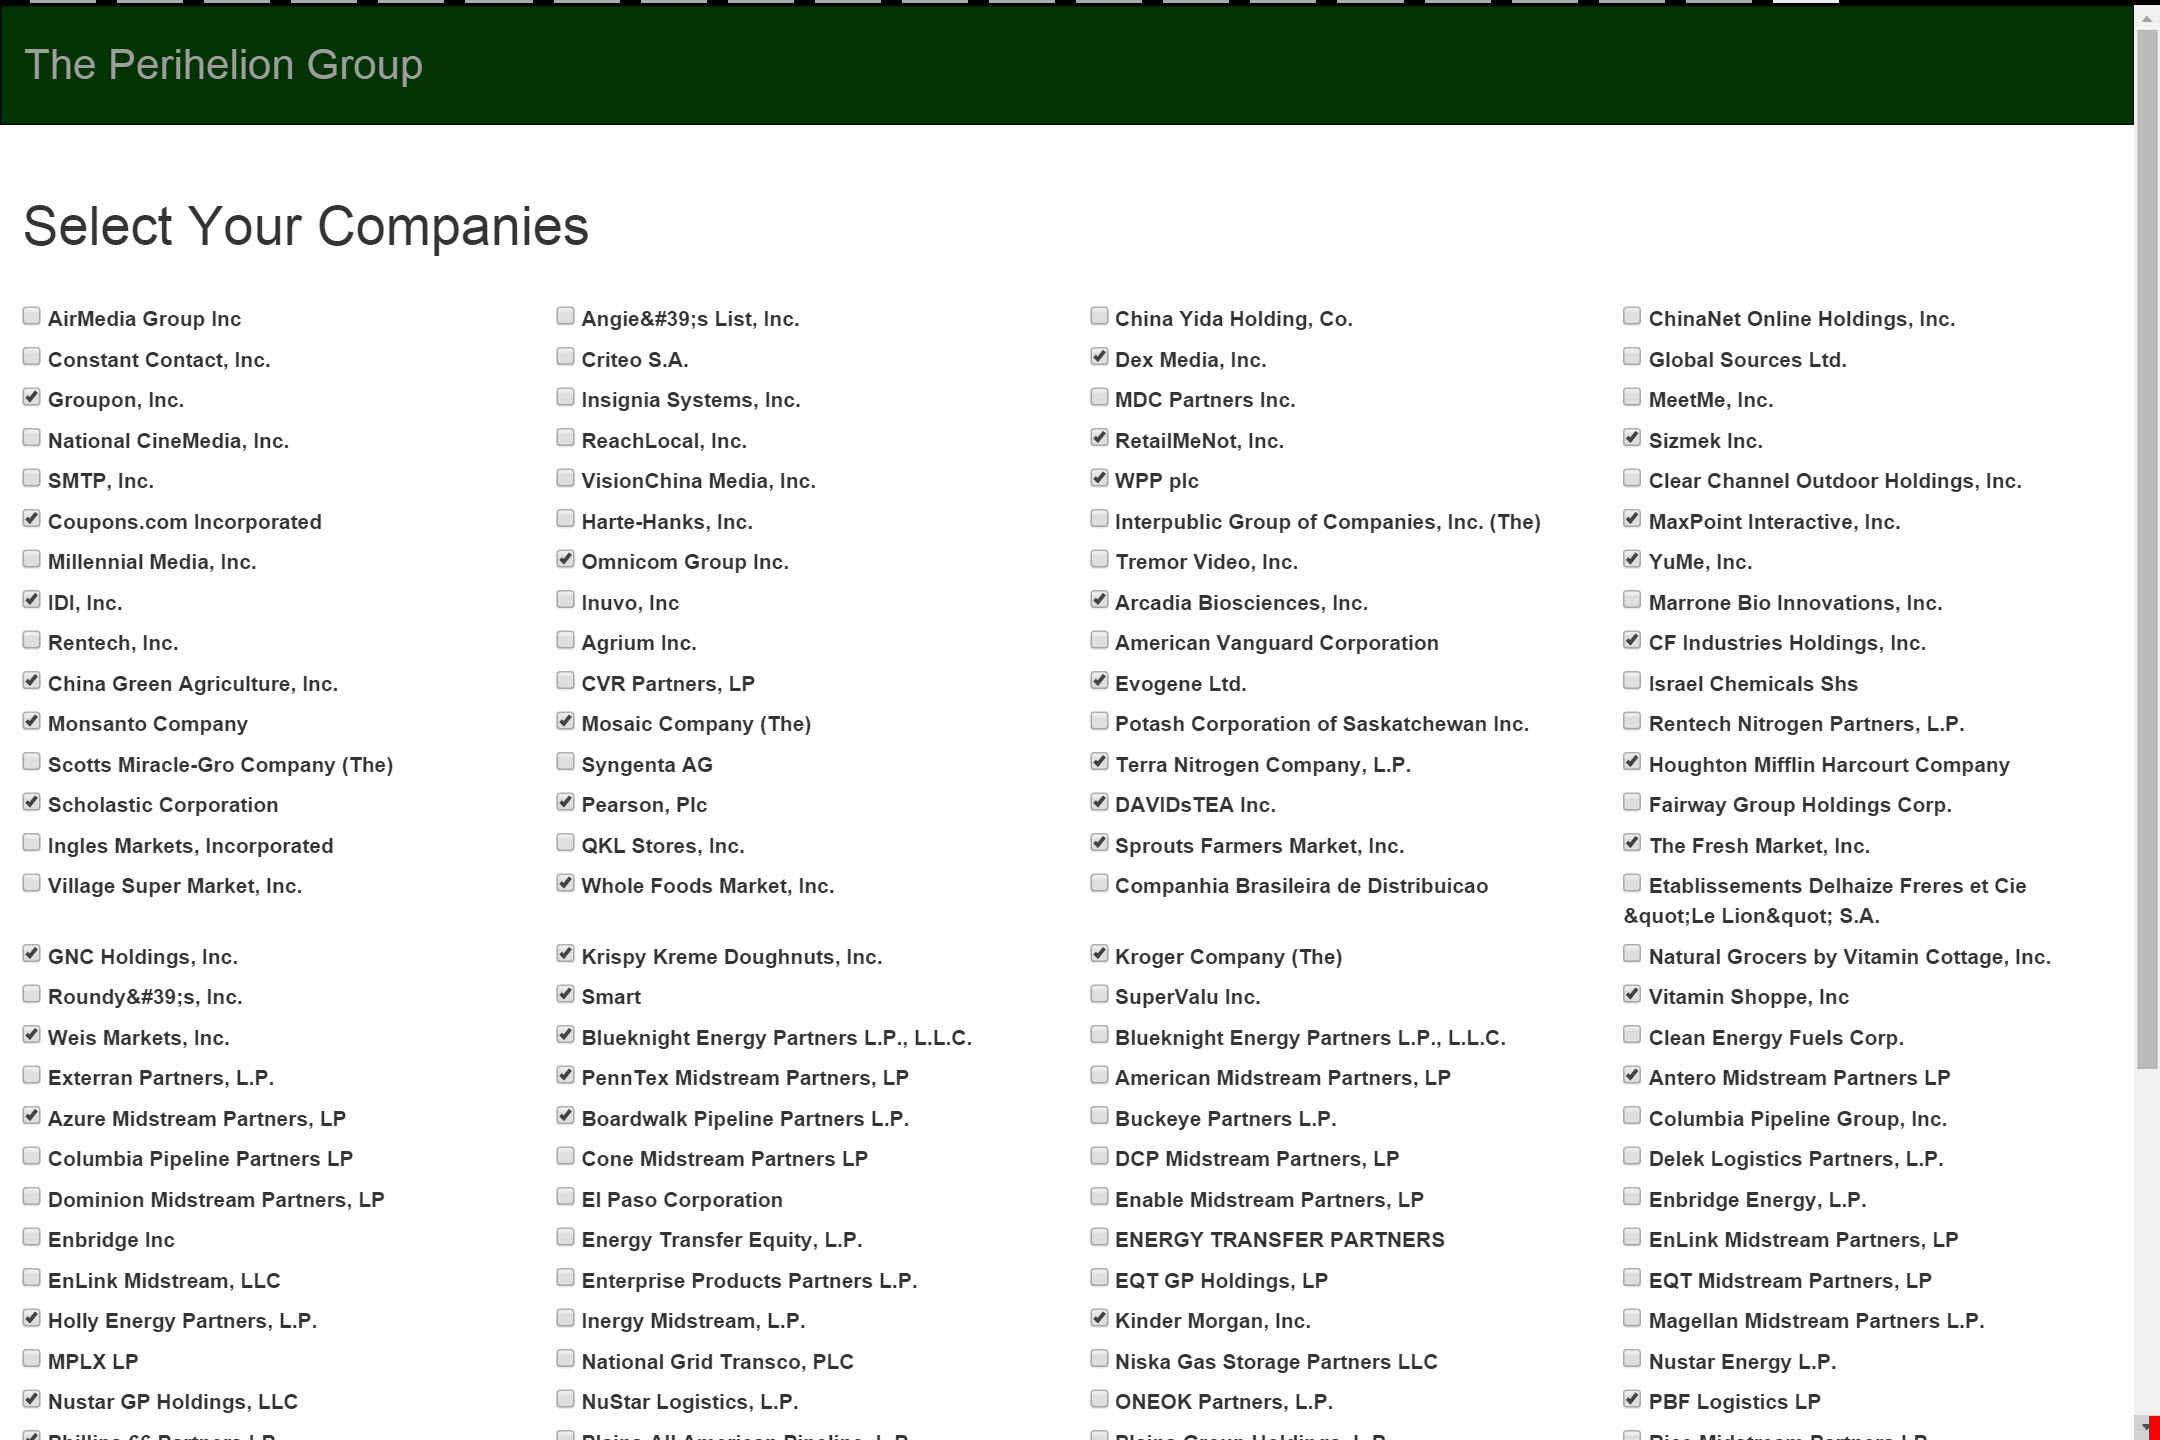 The Perihelion Group
Select Your Companies
AirMedia Group Inc
Angie&#39;s List, Inc.
China Yida Holding, Co.
ChinaNet Online Holdings, Inc.
Constant Contact, Inc.
Criteo S.A.
Dex Media, Inc.
Global Sources Ltd.
Groupon, Inc.
Insignia Systems, Inc.
MDC Partners Inc.
MeetMe, Inc.
National CineMedia, Inc.
ReachLocal, Inc.
RetailMeNot, Inc.
Sizmek Inc.
SMTP, Inc.
VisionChina Media, Inc.
WPP plc
Clear Channel Outdoor Holdings, Inc.
Coupons.com Incorporated
Harte-Hanks, Inc.
Interpublic Group of Companies, Inc. (The)
MaxPoint Interactive, Inc.
Millennial Media, Inc.
Omnicom Group Inc.
Tremor Video, Inc.
YuMe, Inc.
IDI, Inc.
Inuvo, Inc
Arcadia Biosciences, Inc.
Marrone Bio Innovations, Inc.
Rentech, Inc.
Agrium Inc.
American Vanguard Corporation
CF Industries Holdings, Inc.
China Green Agriculture, Inc.
CVR Partners, LP
Evogene Ltd.
Israel Chemicals Shs
Monsanto Company
Mosaic Company (The)
Potash Corporation of Saskatchewan Inc.
Rentech Nitrogen Partners, L.P.
Scotts Miracle-Gro Company (The)
Syngenta AG
Terra Nitrogen Company, L.P.
Houghton Mifflin Harcourt Company
Scholastic Corporation
Pearson, Plc
DAVIDsTEA Inc.
Fairway Group Holdings Corp.
Ingles Markets, Incorporated
QKL Stores, Inc.
Sprouts Farmers Market, Inc.
The Fresh Market, Inc.
Village Super Market, Inc.
Whole Foods Market, Inc.
Companhia Brasileira de Distribuicao
Etablissements Delhaize Freres et Cie
&quot;Le Lion&quot; S.A.
GNC Holdings, Inc.
Krispy Kreme Doughnuts, Inc.
Kroger Company (The)
Natural Grocers by Vitamin Cottage, Inc.
Roundy&#39;s, Inc.
Smart
SuperValu Inc.
Vitamin Shoppe, Inc
Weis Markets, Inc.
Blueknight Energy Partners L.P., L.L.C.
Blueknight Energy Partners L.P., L.L.C.
Clean Energy Fuels Corp.
Exterran Partners, L.P.
PennTex Midstream Partners, LP
American Midstream Partners, LP
Antero Midstream Partners LP
Azure Midstream Partners, LP
Boardwalk Pipeline Partners L.P.
Buckeye Partners L.P.
Columbia Pipeline Group, Inc.
Columbia Pipeline Partners LP
Cone Midstream Partners LP
DCP Midstream Partners, LP
Delek Logistics Partners, L.P.
Dominion Midstream Partners, LP
El Paso Corporation
Enable Midstream Partners, LP
Enbridge Energy, L.P.
Enbridge Inc
Energy Transfer Equity, L.P.
ENERGY TRANSFER PARTNERS
EnLink Midstream Partners, LP
EnLink Midstream, LLC
Enterprise Products Partners L.P.
EQT GP Holdings, LP
EQT Midstream Partners, LP
Holly Energy Partners, L.P.
Inergy Midstream, L.P.
Kinder Morgan, Inc.
Magellan Midstream Partners L.P.
MPLX LP
National Grid Transco, PLC
Niska Gas Storage Partners LLC
Nustar Energy L.P.
Nustar GP Holdings, LLC
NuStar Logistics, L.P.
ONEOK Partners, L.P.
PBF Logistics LP
Phillips 66 Partners LP
Plains All American Pipeline, L.P.
Plains Group Holdings, L.P.
Rice Midstream Partners LP